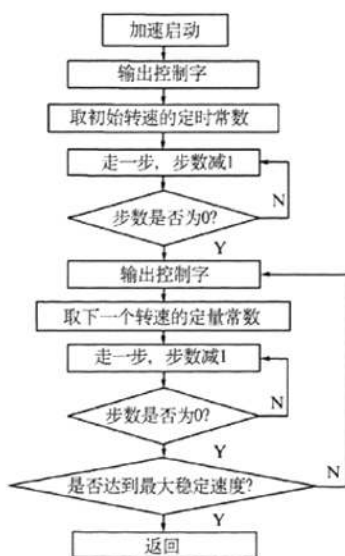 加速启动
输出控制字
取初始转速的定时常数
走一步，步数减1
N
步数是否为0?
Y
输出控制字
取下一个转速的定量常数
走一步，步数减1
N
步数是否为0?
Y
是否达到最大稳定速度?
N
Y
返回